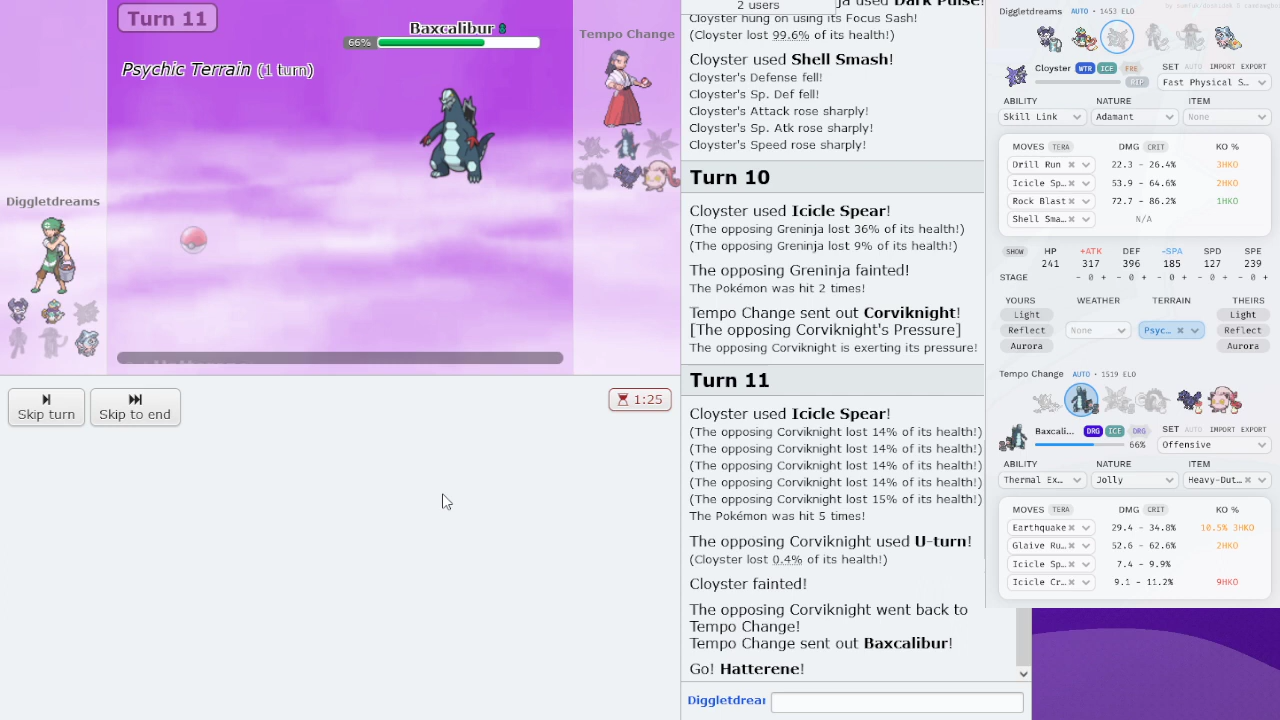 Turn 11
Baxcalibur
66%
Psychic Terrain (1 turn)
Tempo Change
Diggletdreams
Skip turn
Skip to end
1:25
2 users
ja used Dark Pulse!
Cloyster hung on using its Focus Sash!
(Cloyster lost 99.6% of its health!)
Cloyster used Shell Smash!
Cloyster's Defense fell!
Cloyster's Sp. Def fell!
Cloyster's Attack rose sharply!
Cloyster's Sp. Atk rose sharply!
Cloyster's Speed rose sharply!
Turn 10
Cloyster used Icicle Spear!
(The opposing Greninja lost 36% of its health!)
(The opposing Greninja lost 9% of its health!)
The opposing Greninja fainted!
The Pokémon was hit 2 times!
Tempo Change sent out Corviknight!
[The opposing Corviknight's Pressure]
The opposing Corviknight is exerting its pressure!
Turn 11
Cloyster used Icicle Spear!
(The opposing Corviknight lost 14% of its health!)
(The opposing Corviknight lost 14% of its health!)
(The opposing Corviknight lost 14% of its health!)
(The opposing Corviknight lost 14% of its health!)
(The opposing Corviknight lost 15% of its health!)
The Pokémon was hit 5 times!
The opposing Corviknight used U-turn!
(Cloyster lost 0.4% of its health!)
Cloyster fainted!
The opposing Corviknight went back to
Tempo Change!
Tempo Change sent out Baxcalibur!
Go! Hatterene!
Diggletdrear
Diggletdreams AUTO • 1453 ELO
Cloyster WTR ICE FRE SET AUTO IMPORT EXPORT
RIP Fast Physical S...
ABILITY NATURE ITEM
Skill Link Adamant None
MOVES TERA DMG CRIT KO %
Drill Run 22.3 - 26.4% 3HKO
Icicle Sp… 53.9 - 64.6% 2HKO
Rock Blast 72.7 - 86.2% 1HKO
Shell Sma… N/A
SHOW HP +ATK DEF -SPA SPD SPE
241 317 396 185 127 239
STAGE - 0 + - 0 + - 0 + - 0 + - 0 +
YOURS WEATHER TERRAIN THEIRS
Light Light
Reflect None Psyc… Reflect
Aurora Aurora
Tempo Change AUTO • 1519 ELO
Baxcali... DRG ICE DRG SET AUTO IMPORT EXPORT
66% Offensive
ABILITY NATURE ITEM
Thermal Ex… Jolly Heavy-Dut…
MOVES TERA DMG CRIT KO %
Earthquake 29.4 - 34.8% 10.5% 3HKO
Glaive Ru… 52.6 - 62.6% 2HKO
Icicle Sp… 7.4 - 9.9%
Icicle Cr… 9.1 - 11.2% 9HKO